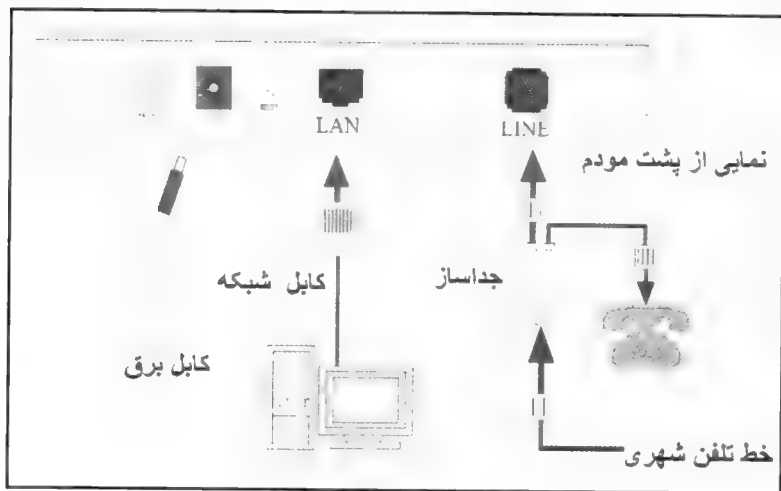 LAN
LINE
نمایی از پشت مودم
کابل شبکه
جداساز
کابل برق
خط تلفن شهری